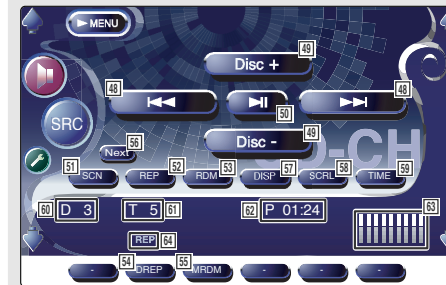 ►MENU
49
Disc +
48
48
I◄◄
►II
►►I
50
SRC
49
Disc -
56
Next
CD-CH
51
52
53
57
58
59
SCN
REP
RDM
DISP
SCRL
TIME
60
D 3
T 5
61
62
P 01:24
63
REP
64
54
55
-
DREP
MRDM
-
-
-